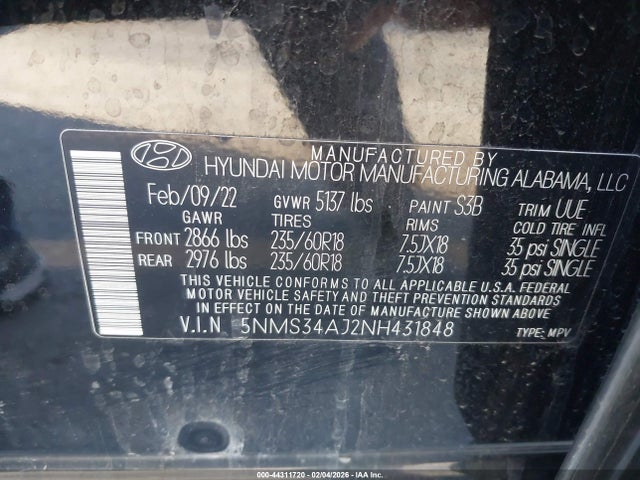 MANUFACTURED BY
HYUNDAI MOTOR MANUFACTURING ALABAMA, LLC
Feb/09/22 GVWR 5137 lbs PAINT S3B TRIM UUE
GAWR TIRES RIMS COLD TIRE INFL
FRONT 2866 lbs 235/60R18 7.5JX18 35 psi SINGLE
REAR 2976 lbs 235/60R18 7.5JX18 35 psi SINGLE
THIS VEHICLE CONFORMS TO ALL APPLICABLE U.S.A. FEDERAL
MOTOR VEHICLE SAFETY AND THEFT PREVENTION STANDARDS
IN EFFECT ON THE DATE OF MANUFACTURE SHOWN ABOVE.
V.I.N. 5NMS34AJ2NH431848 TYPE: MPV
000-44311720 - 02/04/2026 - IAA Inc.